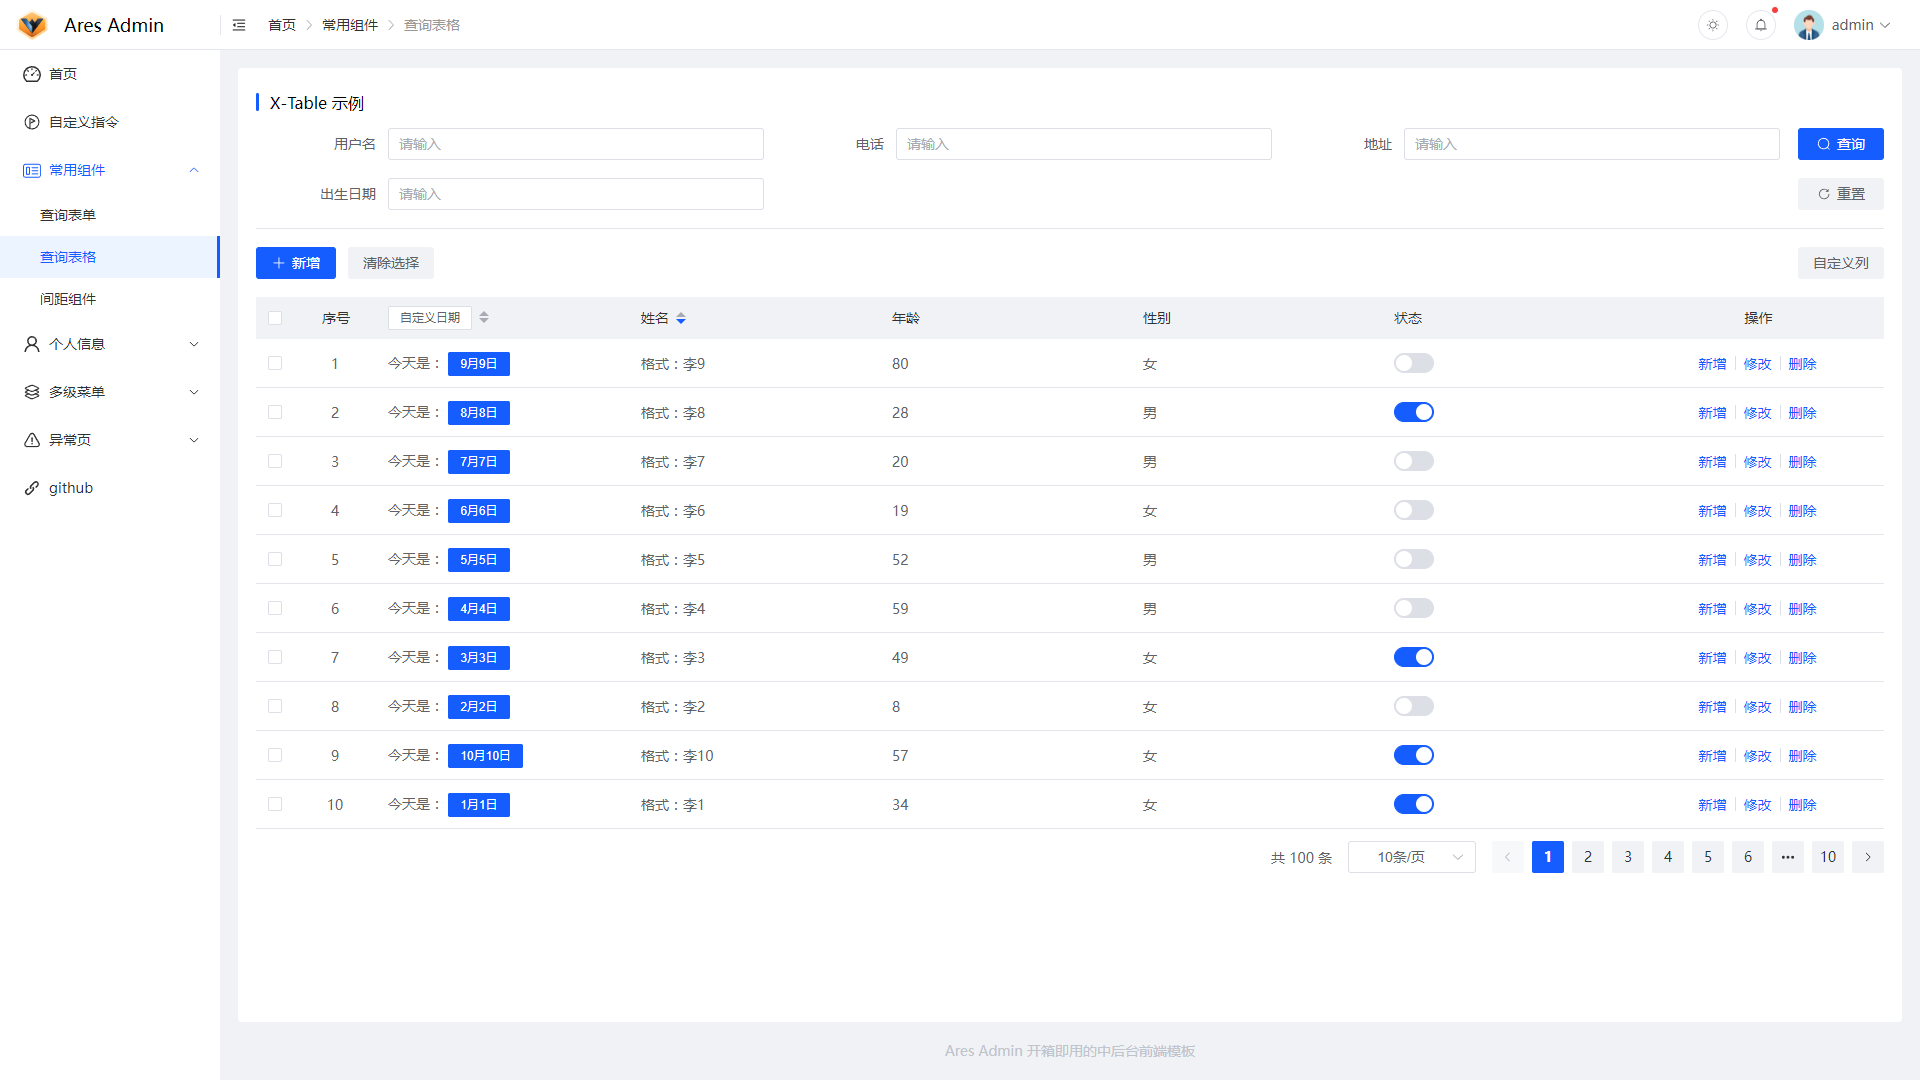 Ares Admin
首页 常用组件 查询表格
admin
首页
自定义指令
常用组件
查询表单
查询表格
间距组件
个人信息
多级菜单
异常页
github
X-Table 示例
用户名 请输入 电话 请输入 地址 请输入 查询
出生日期 请输入 重置
新增 清除选择 自定义列
序号 自定义日期 姓名 年龄 性别 状态 操作
1 今天是： 9月9日 格式：李9 80 女 新增 修改 删除
2 今天是： 8月8日 格式：李8 28 男 新增 修改 删除
3 今天是： 7月7日 格式：李7 20 男 新增 修改 删除
4 今天是： 6月6日 格式：李6 19 女 新增 修改 删除
5 今天是： 5月5日 格式：李5 52 男 新增 修改 删除
6 今天是： 4月4日 格式：李4 59 男 新增 修改 删除
7 今天是： 3月3日 格式：李3 49 女 新增 修改 删除
8 今天是： 2月2日 格式：李2 8 女 新增 修改 删除
9 今天是： 10月10日 格式：李10 57 女 新增 修改 删除
10 今天是： 1月1日 格式：李1 34 女 新增 修改 删除
共 100 条 10条/页 1 2 3 4 5 6 ••• 10
Ares Admin 开箱即用的中后台前端模板